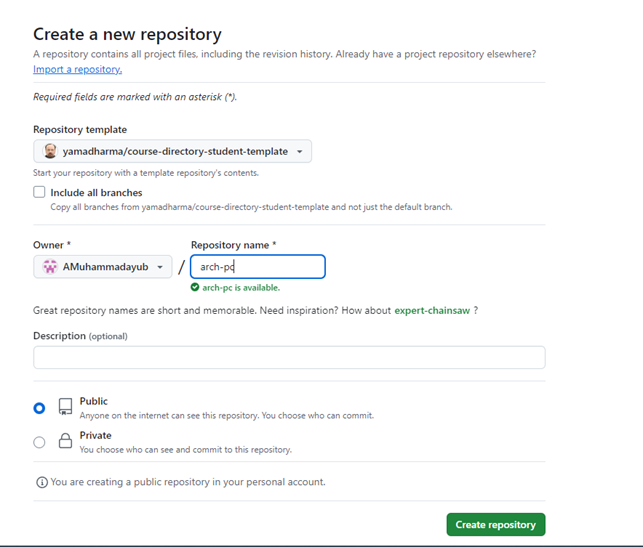 Create a new repository
A repository contains all project files, including the revision history. Already have a project repository elsewhere?
Import a repository.
Required fields are marked with an asterisk (*).
Repository template
yamadharma/course-directory-student-template
Start your repository with a template repository's contents.
Include all branches
Copy all branches from yamadharma/course-directory-student-template and not just the default branch.
Owner * Repository name *
AMuhammadayub / arch-pc
arch-pc is available.
Great repository names are short and memorable. Need inspiration? How about expert-chainsaw ?
Description (optional)
Public
Anyone on the internet can see this repository. You choose who can commit.
Private
You choose who can see and commit to this repository.
You are creating a public repository in your personal account.
Create repository